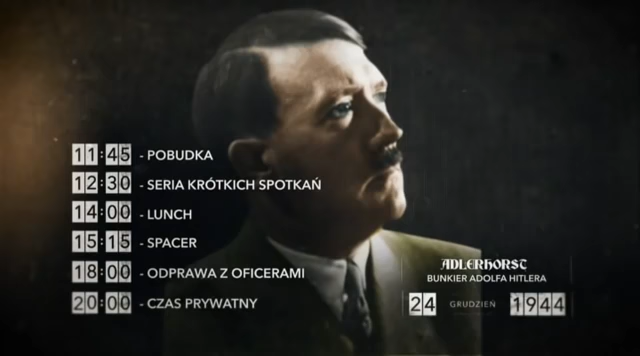 11:45 - POBUDKA
12:30 - SERIA KRÓTKICH SPOTKAŃ
14:00 - LUNCH
15:15 - SPACER
18:00 - ODPRAWA Z OFICERAMI
20:00 - CZAS PRYWATNY
ADLERHORST
BUNKIER ADOLFA HITLERA
24 GRUDZIEŃ 1944